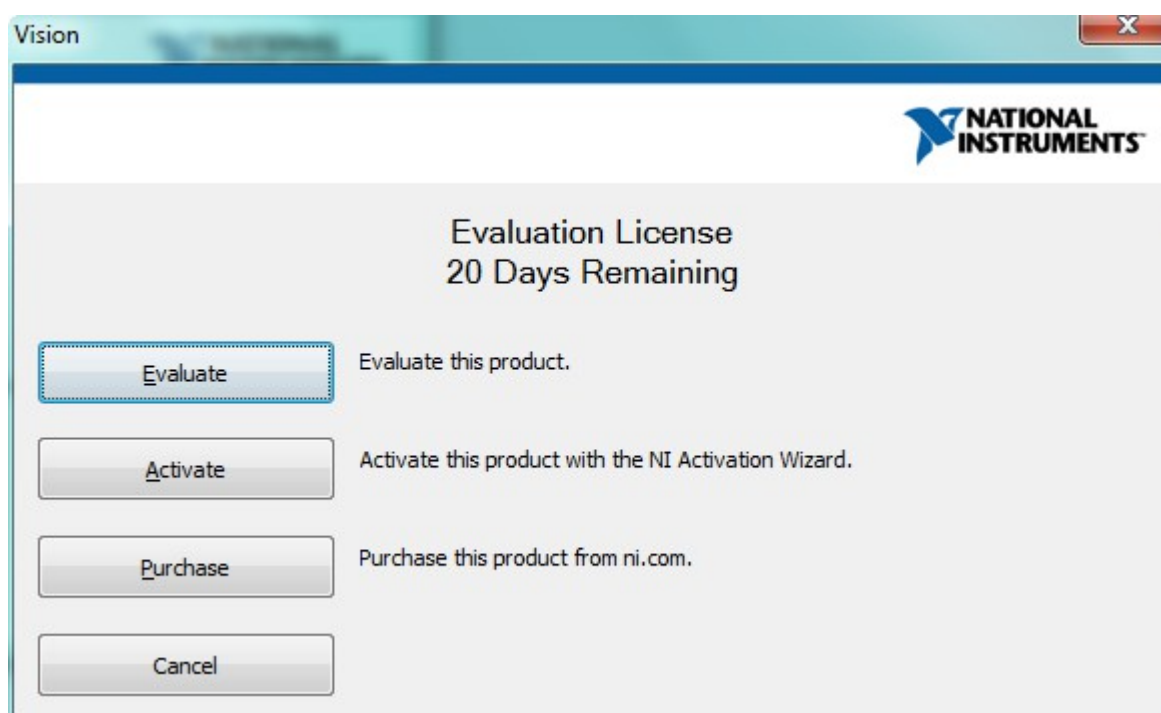 Vision
NATIONAL
INSTRUMENTS™
Evaluation License
20 Days Remaining
Evaluate
Evaluate this product.
Activate
Activate this product with the NI Activation Wizard.
Purchase
Purchase this product from ni.com.
Cancel